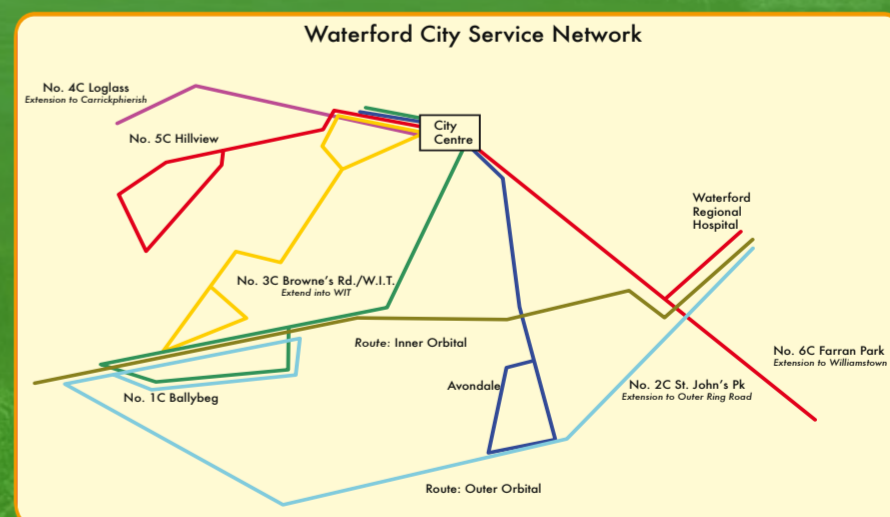 Waterford City Service Network
No. 4C Loglass
Extension to Carrickphierish
No. 5C Hillview
City
Centre
Waterford
Regional
Hospital
No. 3C Browne's Rd./W.I.T.
Extend into WIT
Route: Inner Orbital
No. 6C Farran Park
Extension to Williamstown
Avondale
No. 2C St. John's Pk
Extension to Outer Ring Road
No. 1C Ballybeg
Route: Outer Orbital